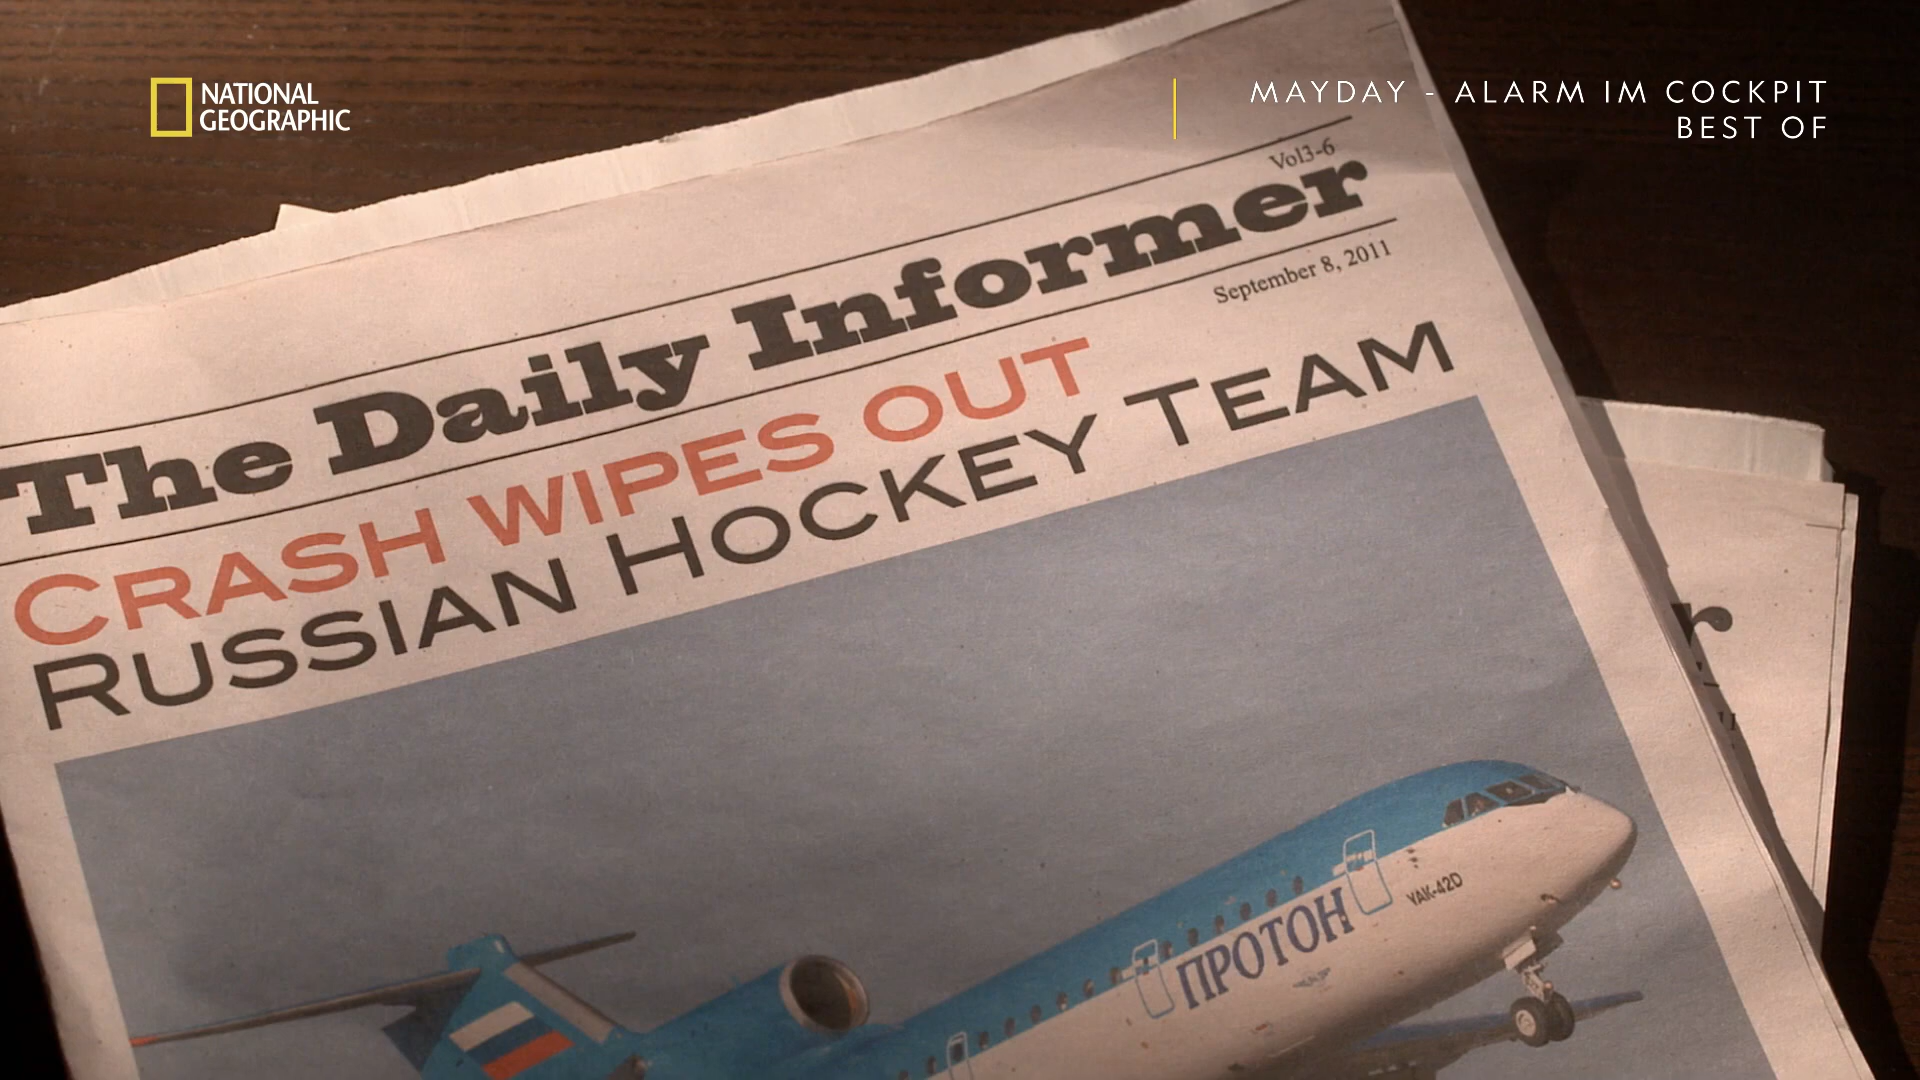 NATIONAL
GEOGRAPHIC
MAYDAY - ALARM IM COCKPIT
BEST OF
Vol3-6
The Daily Informer
September 8, 2011
CRASH WIPES OUT
RUSSIAN HOCKEY TEAM
r
ПРОТОН
YAK-42D